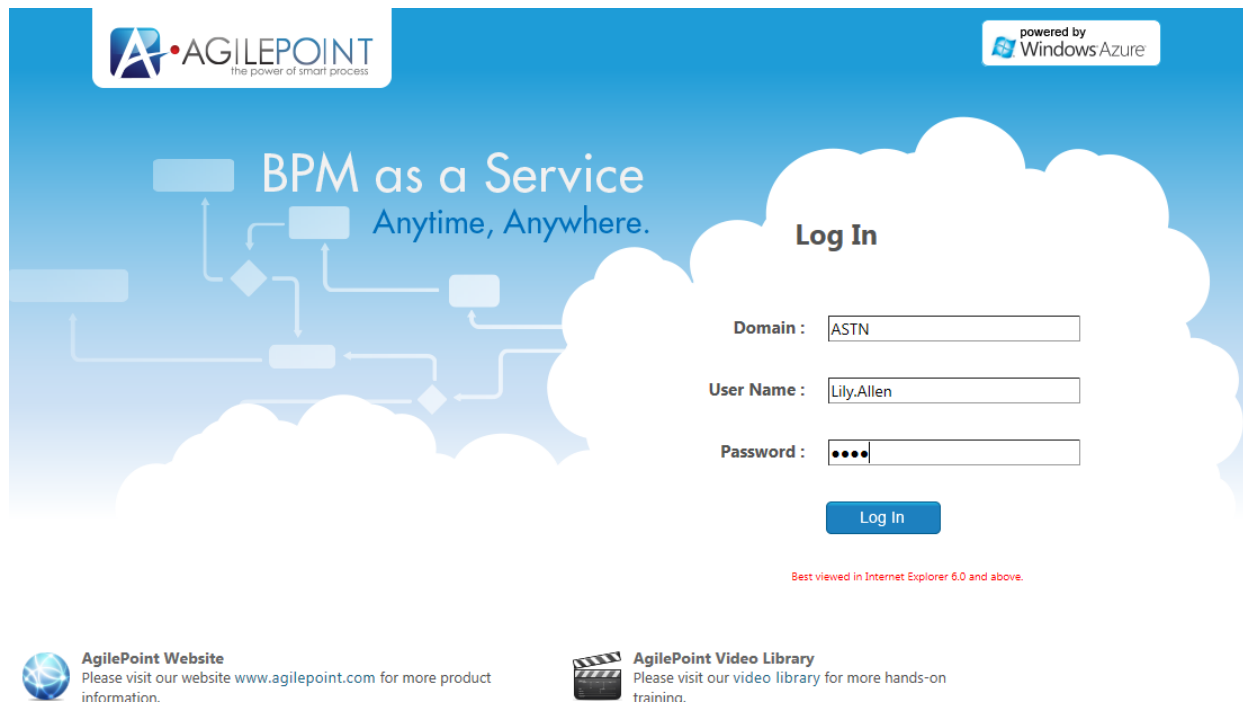 AGILEPOINT
the power of smart process
powered by
Windows Azure
BPM as a Service
Anytime, Anywhere.
Log In
Domain : ASTN
User Name : Lily.Allen
Password : ••••
Log In
Best viewed in Internet Explorer 6.0 and above.
AgilePoint Website
Please visit our website www.agilepoint.com for more product
information.
AgilePoint Video Library
Please visit our video library for more hands-on
training.